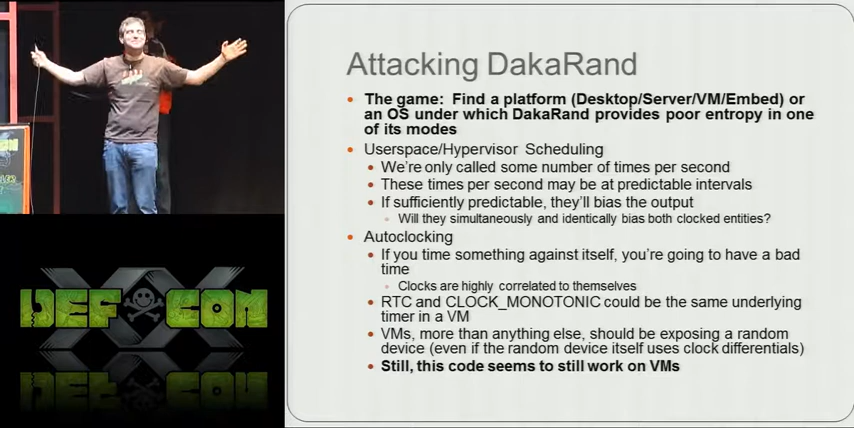 Attacking DakaRand
The game: Find a platform (Desktop/Server/VM/Embed) or
an OS under which DakaRand provides poor entropy in one
of its modes
Userspace/Hypervisor Scheduling
We're only called some number of times per second
These times per second may be at predictable intervals
If sufficiently predictable, they'll bias the output
Will they simultaneously and identically bias both clocked entities?
Autoclocking
If you time something against itself, you're going to have a bad
time
Clocks are highly correlated to themselves
RTC and CLOCK_MONOTONIC could be the same underlying
timer in a VM
VMs, more than anything else, should be exposing a random
device (even if the random device itself uses clock differentials)
Still, this code seems to still work on VMs
DEF CON
XX